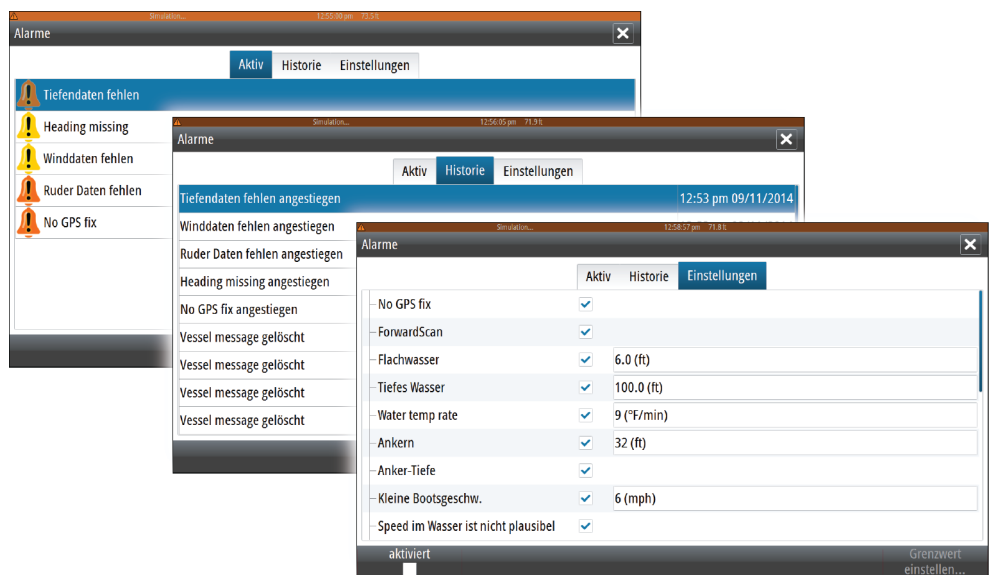 Simulation... 12:55:00 pm 73.5 ft
Alarme
Aktiv Historie Einstellungen
Tiefendaten fehlen
Heading missing
Winddaten fehlen
Ruder Daten fehlen
No GPS fix
Simulation... 12:56:05 pm 71.9 ft
Alarme
Aktiv Historie Einstellungen
Tiefendaten fehlen angestiegen 12:53 pm 09/11/2014
Winddaten fehlen angestiegen
Ruder Daten fehlen angestiegen
Heading missing angestiegen
No GPS fix angestiegen
Vessel message gelöscht
Vessel message gelöscht
Vessel message gelöscht
Vessel message gelöscht
Simulation... 12:58:57 pm 71.8 ft
Alarme
Aktiv Historie Einstellungen
No GPS fix
ForwardScan
Flachwasser 6.0 (ft)
Tiefes Wasser 100.0 (ft)
Water temp rate 9 (°F/min)
Ankern 32 (ft)
Anker-Tiefe
Kleine Bootsgeschw. 6 (mph)
Speed im Wasser ist nicht plausibel
aktiviert Grenzwert
einstellen...